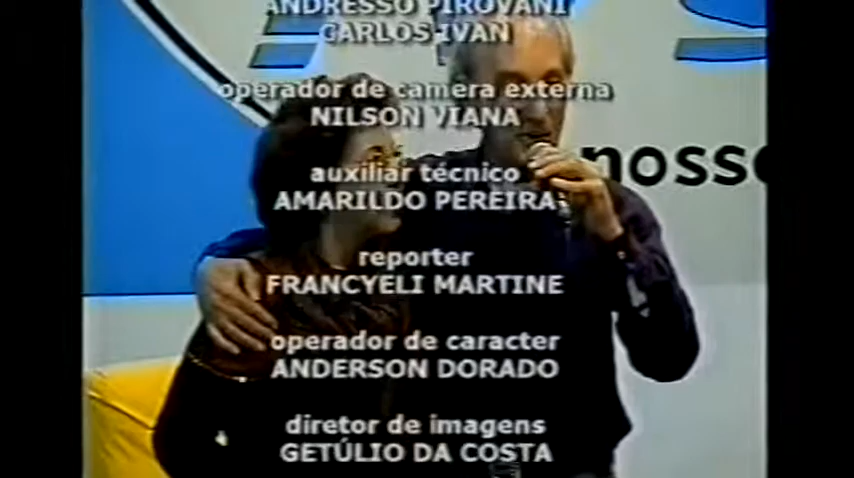 ANDRESSO PIROVANI
CARLOS IVAN
operador de camera externa
NILSON VIANA
auxiliar técnico
AMARILDO PEREIRA
nosso
reporter
FRANCYELI MARTINE
operador de caracter
ANDERSON DORADO
diretor de imagens
GETÚLIO DA COSTA